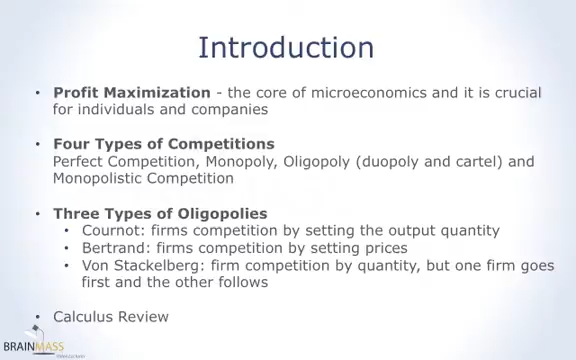 Introduction
• Profit Maximization - the core of microeconomics and it is crucial
for individuals and companies
• Four Types of Competitions
Perfect Competition, Monopoly, Oligopoly (duopoly and cartel) and
Monopolistic Competition
• Three Types of Oligopolies
• Cournot: firms competition by setting the output quantity
• Bertrand: firms competition by setting prices
• Von Stackelberg: firm competition by quantity, but one firm goes
first and the other follows
• Calculus Review
BRAINMASS